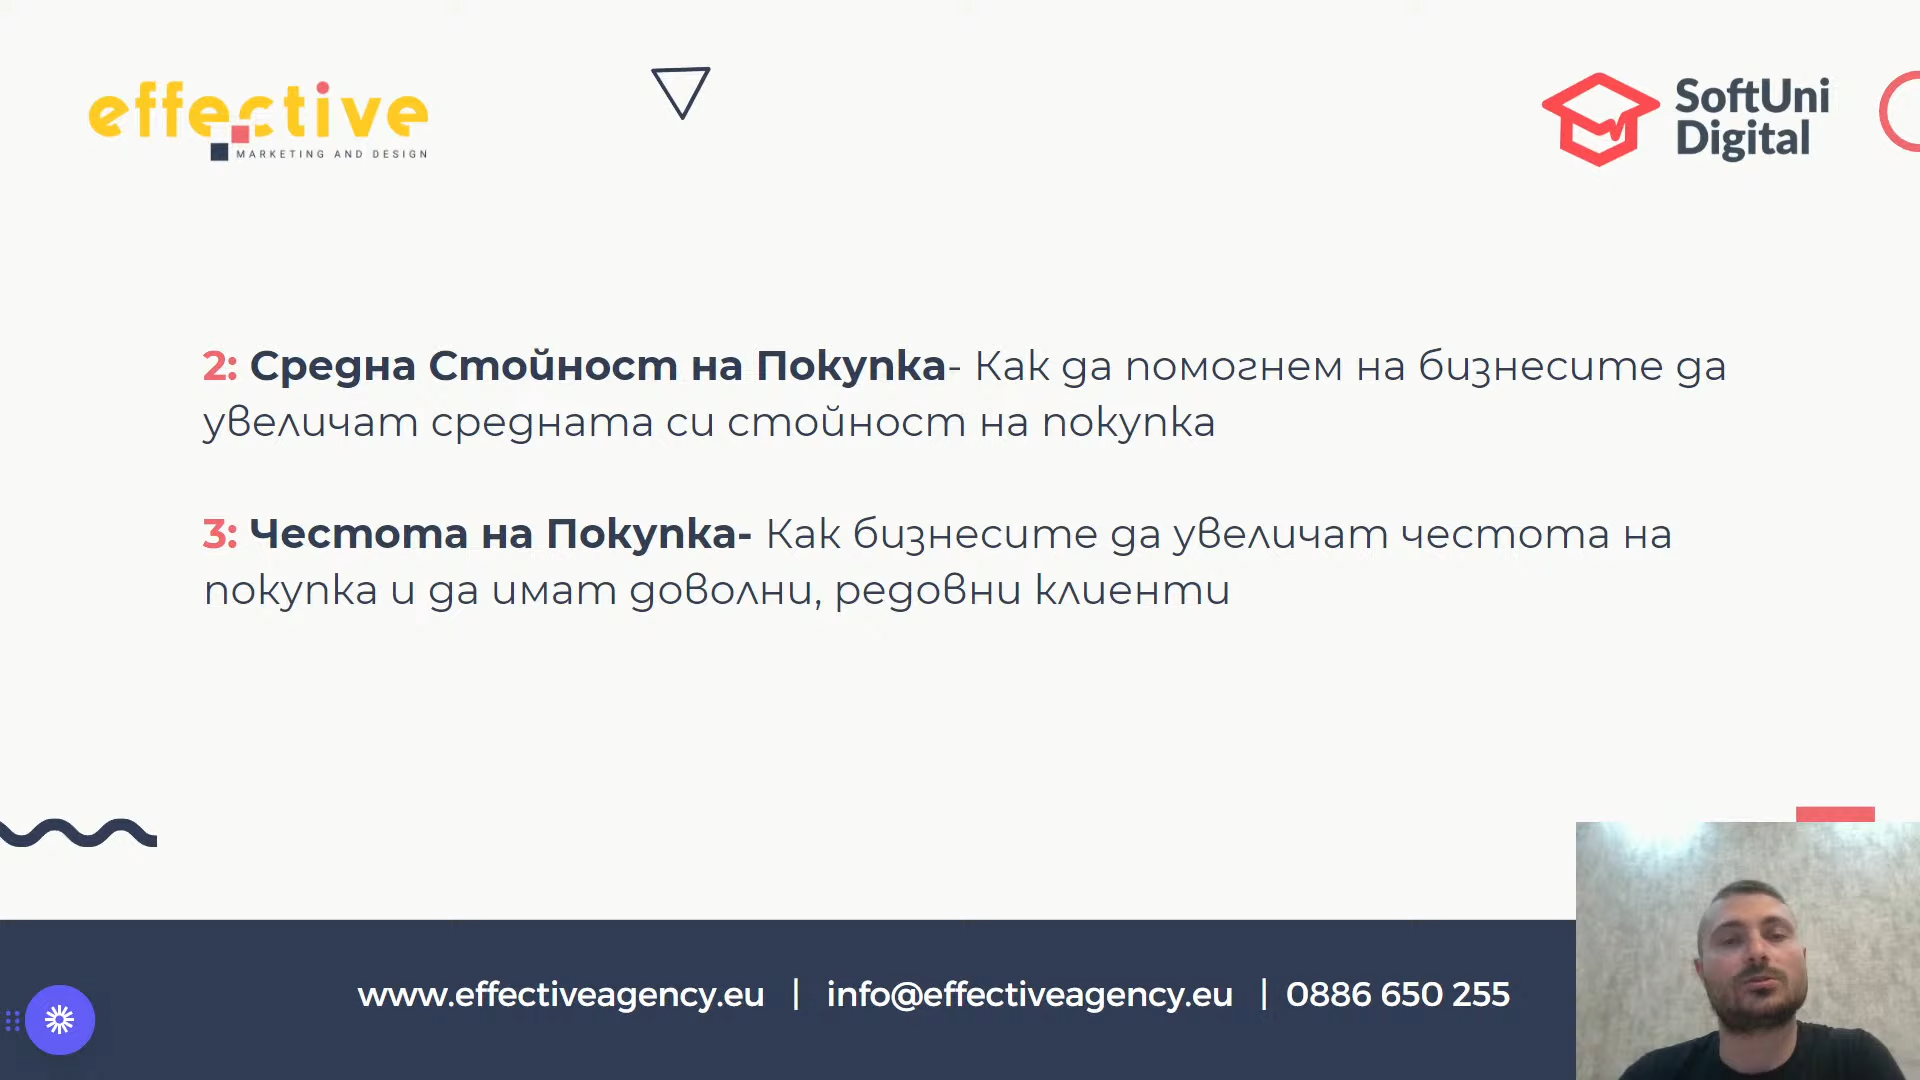 effective
MARKETING AND DESIGN
SoftUni
Digital
2: Средна Стойност на Покупка- Как да помогнем на бизнесите да
увеличат средната си стойност на покупка
3: Честота на Покупка- Как бизнесите да увеличат честота на
покупка и да имат доволни, редовни клиенти
www.effectiveagency.eu | info@effectiveagency.eu | 0886 650 255